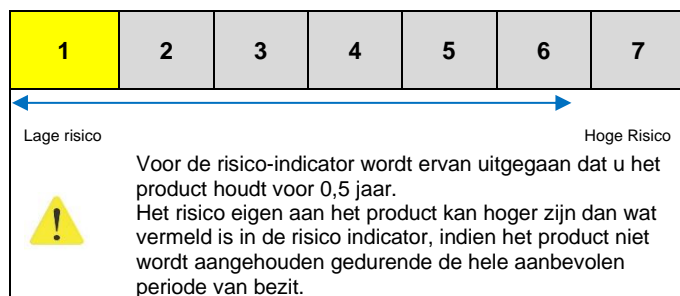 1 2 3 4 5 6 7
Lage risico Hoge Risico
Voor de risico-indicator wordt ervan uitgegaan dat u het
product houdt voor 0,5 jaar.
Het risico eigen aan het product kan hoger zijn dan wat
vermeld is in de risico indicator, indien het product niet
wordt aangehouden gedurende de hele aanbevolen
periode van bezit.